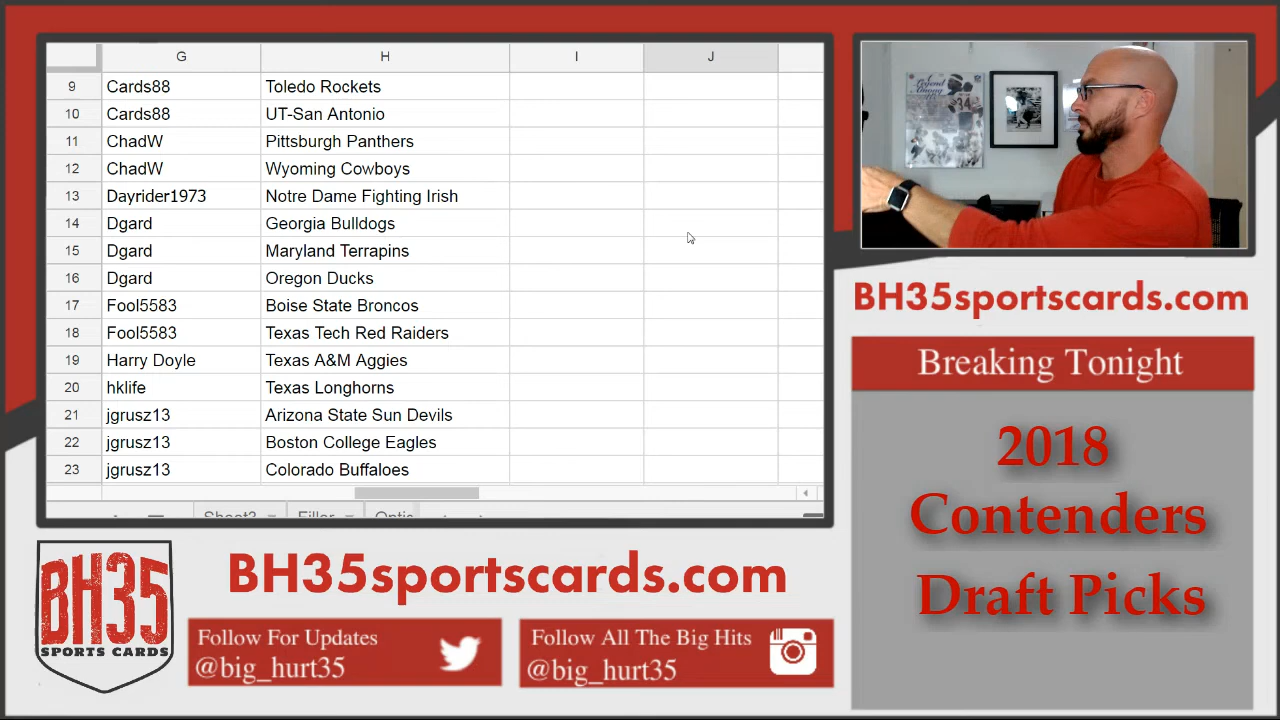 G H I J
9 Cards88 Toledo Rockets
10 Cards88 UT-San Antonio
11 ChadW Pittsburgh Panthers
12 ChadW Wyoming Cowboys
13 Dayrider1973 Notre Dame Fighting Irish
14 Dgard Georgia Bulldogs
15 Dgard Maryland Terrapins
16 Dgard Oregon Ducks
17 Fool5583 Boise State Broncos
18 Fool5583 Texas Tech Red Raiders
19 Harry Doyle Texas A&M Aggies
20 hklife Texas Longhorns
21 jgrusz13 Arizona State Sun Devils
22 jgrusz13 Boston College Eagles
23 jgrusz13 Colorado Buffaloes
BH35sportscards.com
Breaking Tonight
2018
Contenders
Draft Picks
BH35
SPORTS CARDS
BH35sportscards.com
Follow For Updates
@big_hurt35
Follow All The Big Hits
@big_hurt35